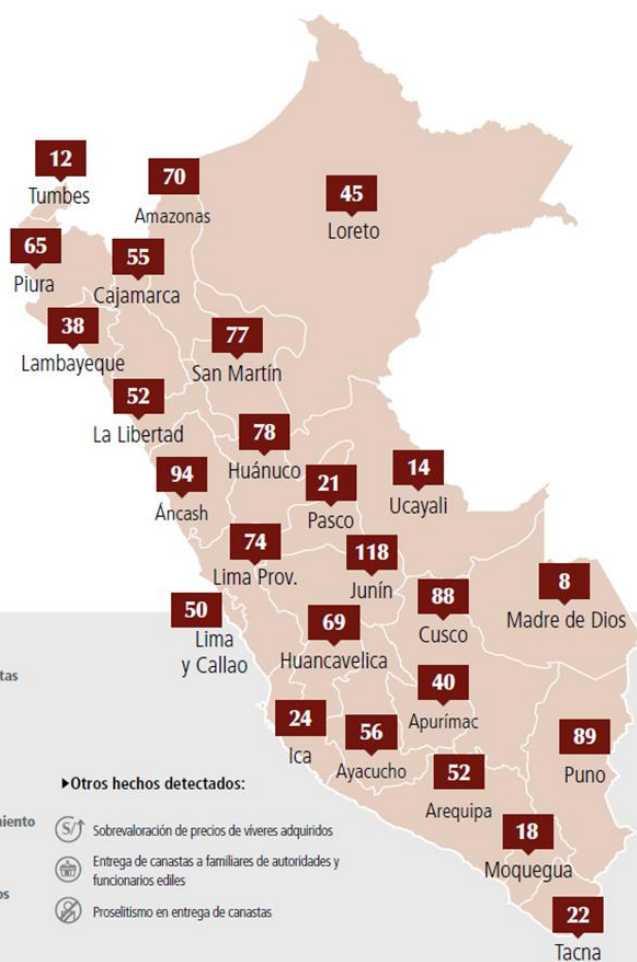 12
Tumbes
70
Amazonas
45
Loreto
65
Piura
55
Cajamarca
38
Lambayeque
77
San Martín
52
La Libertad
78
Huánuco
94
Áncash
21
Pasco
14
Ucayali
74
Lima Prov.
118
Junín
88
Cusco
8
Madre de Dios
50
Lima
y Callao
69
Huancavelica
tas
40
Apurímac
24
Ica
56
Ayacucho
52
Arequipa
89
Puno
▶Otros hechos detectados:
iento
S/ Sobrevaloración de precios de víveres adquiridos
Entrega de canastas a familiares de autoridades y
funcionarios ediles
os
Proselitismo en entrega de canastas
18
Moquegua
22
Tacna